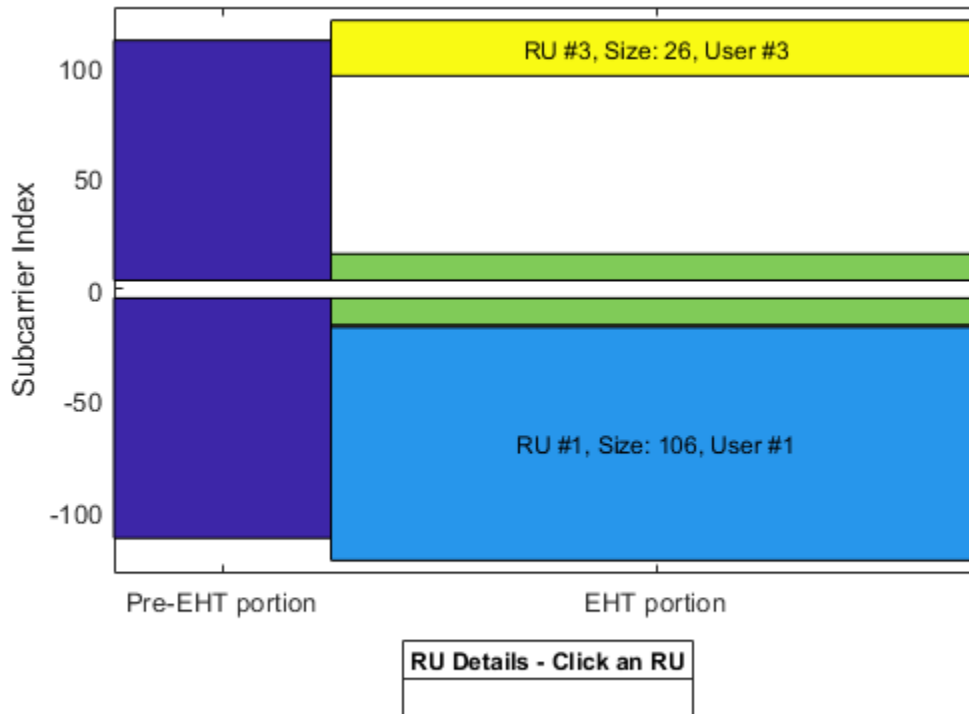 100
RU #3, Size: 26, User #3
50
Subcarrier Index
0
-50
RU #1, Size: 106, User #1
-100
Pre-EHT portion
EHT portion
RU Details - Click an RU